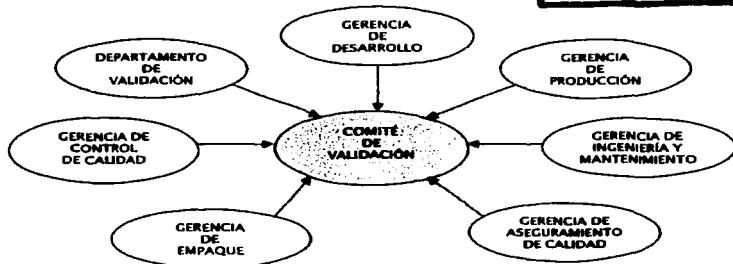 GERENCIA
DE
DESARROLLO
DEPARTAMENTO
DE
VALIDACIÓN
GERENCIA
DE
PRODUCCIÓN
GERENCIA DE
CONTROL
DE CALIDAD
COMITÉ
DE
VALIDACIÓN
GERENCIA DE
INGENIERÍA Y
MANTENIMIENTO
GERENCIA
DE
EMPAQUE
GERENCIA DE
ASEGURAMIENTO
DE CALIDAD